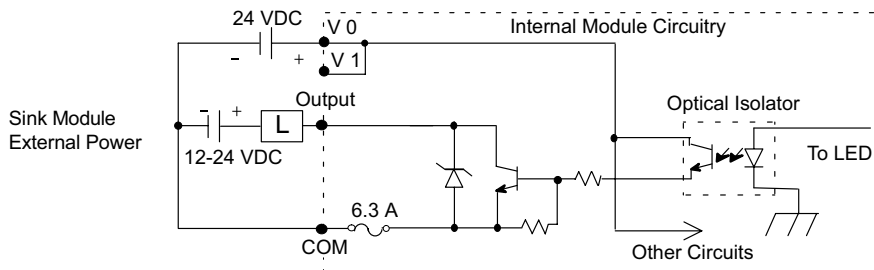 24 VDC
V 0
Internal Module Circuitry
- +
V 1
Output
Optical Isolator
Sink Module
External Power
- +
L
12-24 VDC
To LED
6.3 A
COM
Other Circuits